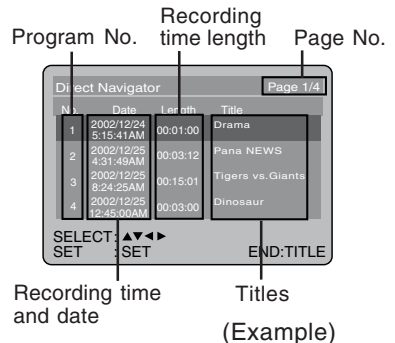 Recording
Program No. time length Page No.
Direct Navigator Page 1/4
No. Date Length Title
1 2002/12/24 5:15:41AM 00:01:00 Drama
2 2002/12/25 4:31:49AM 00:03:12 Pana NEWS
3 2002/12/25 8:24:25AM 00:15:01 Tigers vs.Giants
4 2002/12/25 12:45:00AM 00:03:00 Dinosaur
SELECT: ▲▼◄►
SET : SET END:TITLE
Recording time
and date
Titles
(Example)